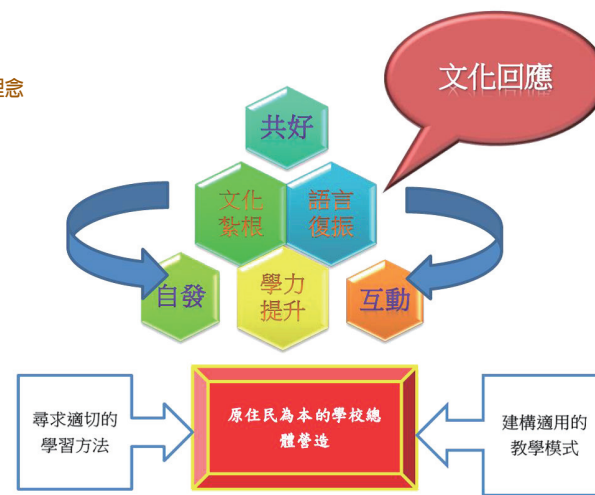 理念
文化回應
共好
文化
紮根
語言
復振
自發
學力
提升
互動
尋求適切的
學習方法
原住民為本的學校總
體營造
建構適用的
教學模式